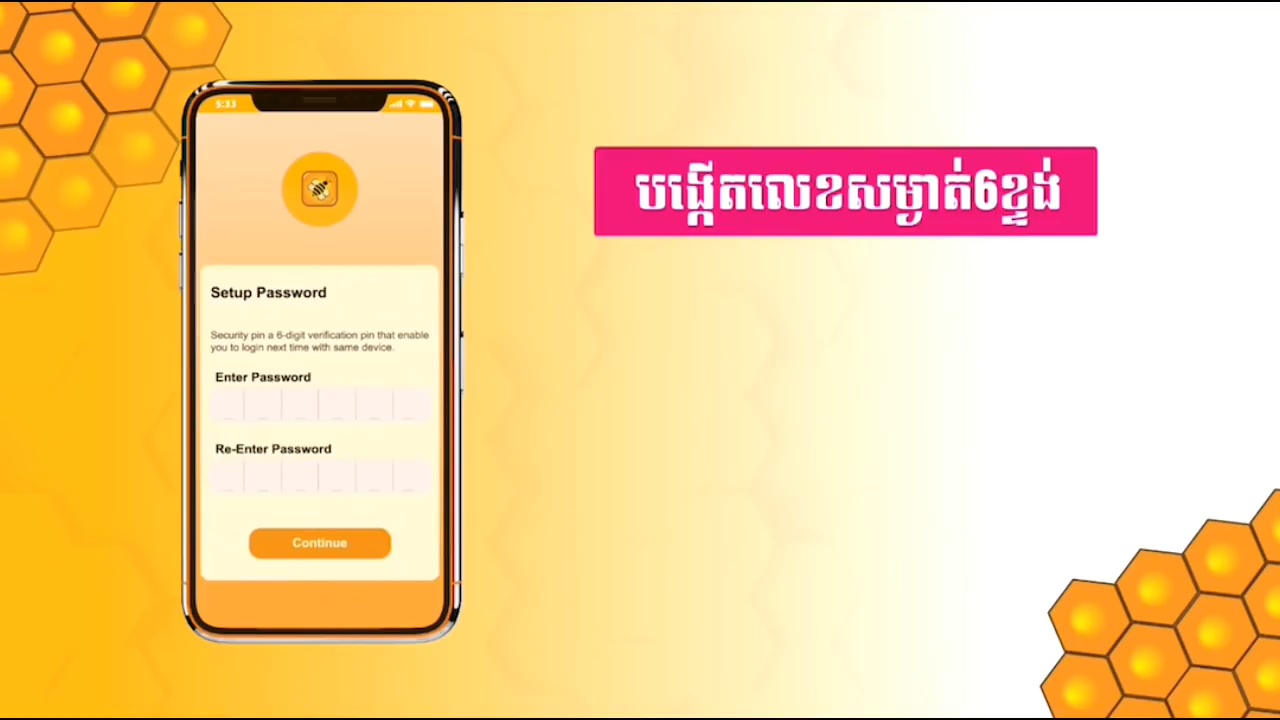 5:33
បង្កើតលេខសម្ងាត់6ខ្ទង់
Setup Password
Security pin a 6-digit verification pin that enable
you to login next time with same device.
Enter Password
Re-Enter Password
Continue